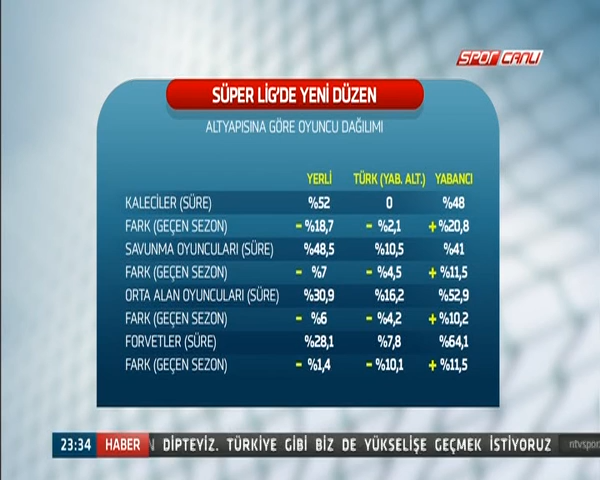 SPOR CANLI
SÜPER LİG'DE YENİ DÜZEN
ALTYAPISINA GÖRE OYUNCU DAĞILIMI
YERLİ TÜRK (YAB. ALT.) YABANCI
KALECİLER (SÜRE) %52 0 %48
FARK (GEÇEN SEZON) - %18,7 - %2,1 + %20,8
SAVUNMA OYUNCULARI (SÜRE) %48,5 %10,5 %41
FARK (GEÇEN SEZON) - %7 - %4,5 + %11,5
ORTA ALAN OYUNCULARI (SÜRE) %30,9 %16,2 %52,9
FARK (GEÇEN SEZON) - %6 - %4,2 + %10,2
FORVETLER (SÜRE) %28,1 %7,8 %64,1
FARK (GEÇEN SEZON) - %1,4 - %10,1 + %11,5
23:34 HABER DİPTEYİZ. TÜRKİYE GİBİ BİZ DE YÜKSELİŞE GEÇMEK İSTİYORUZ ntvspor.